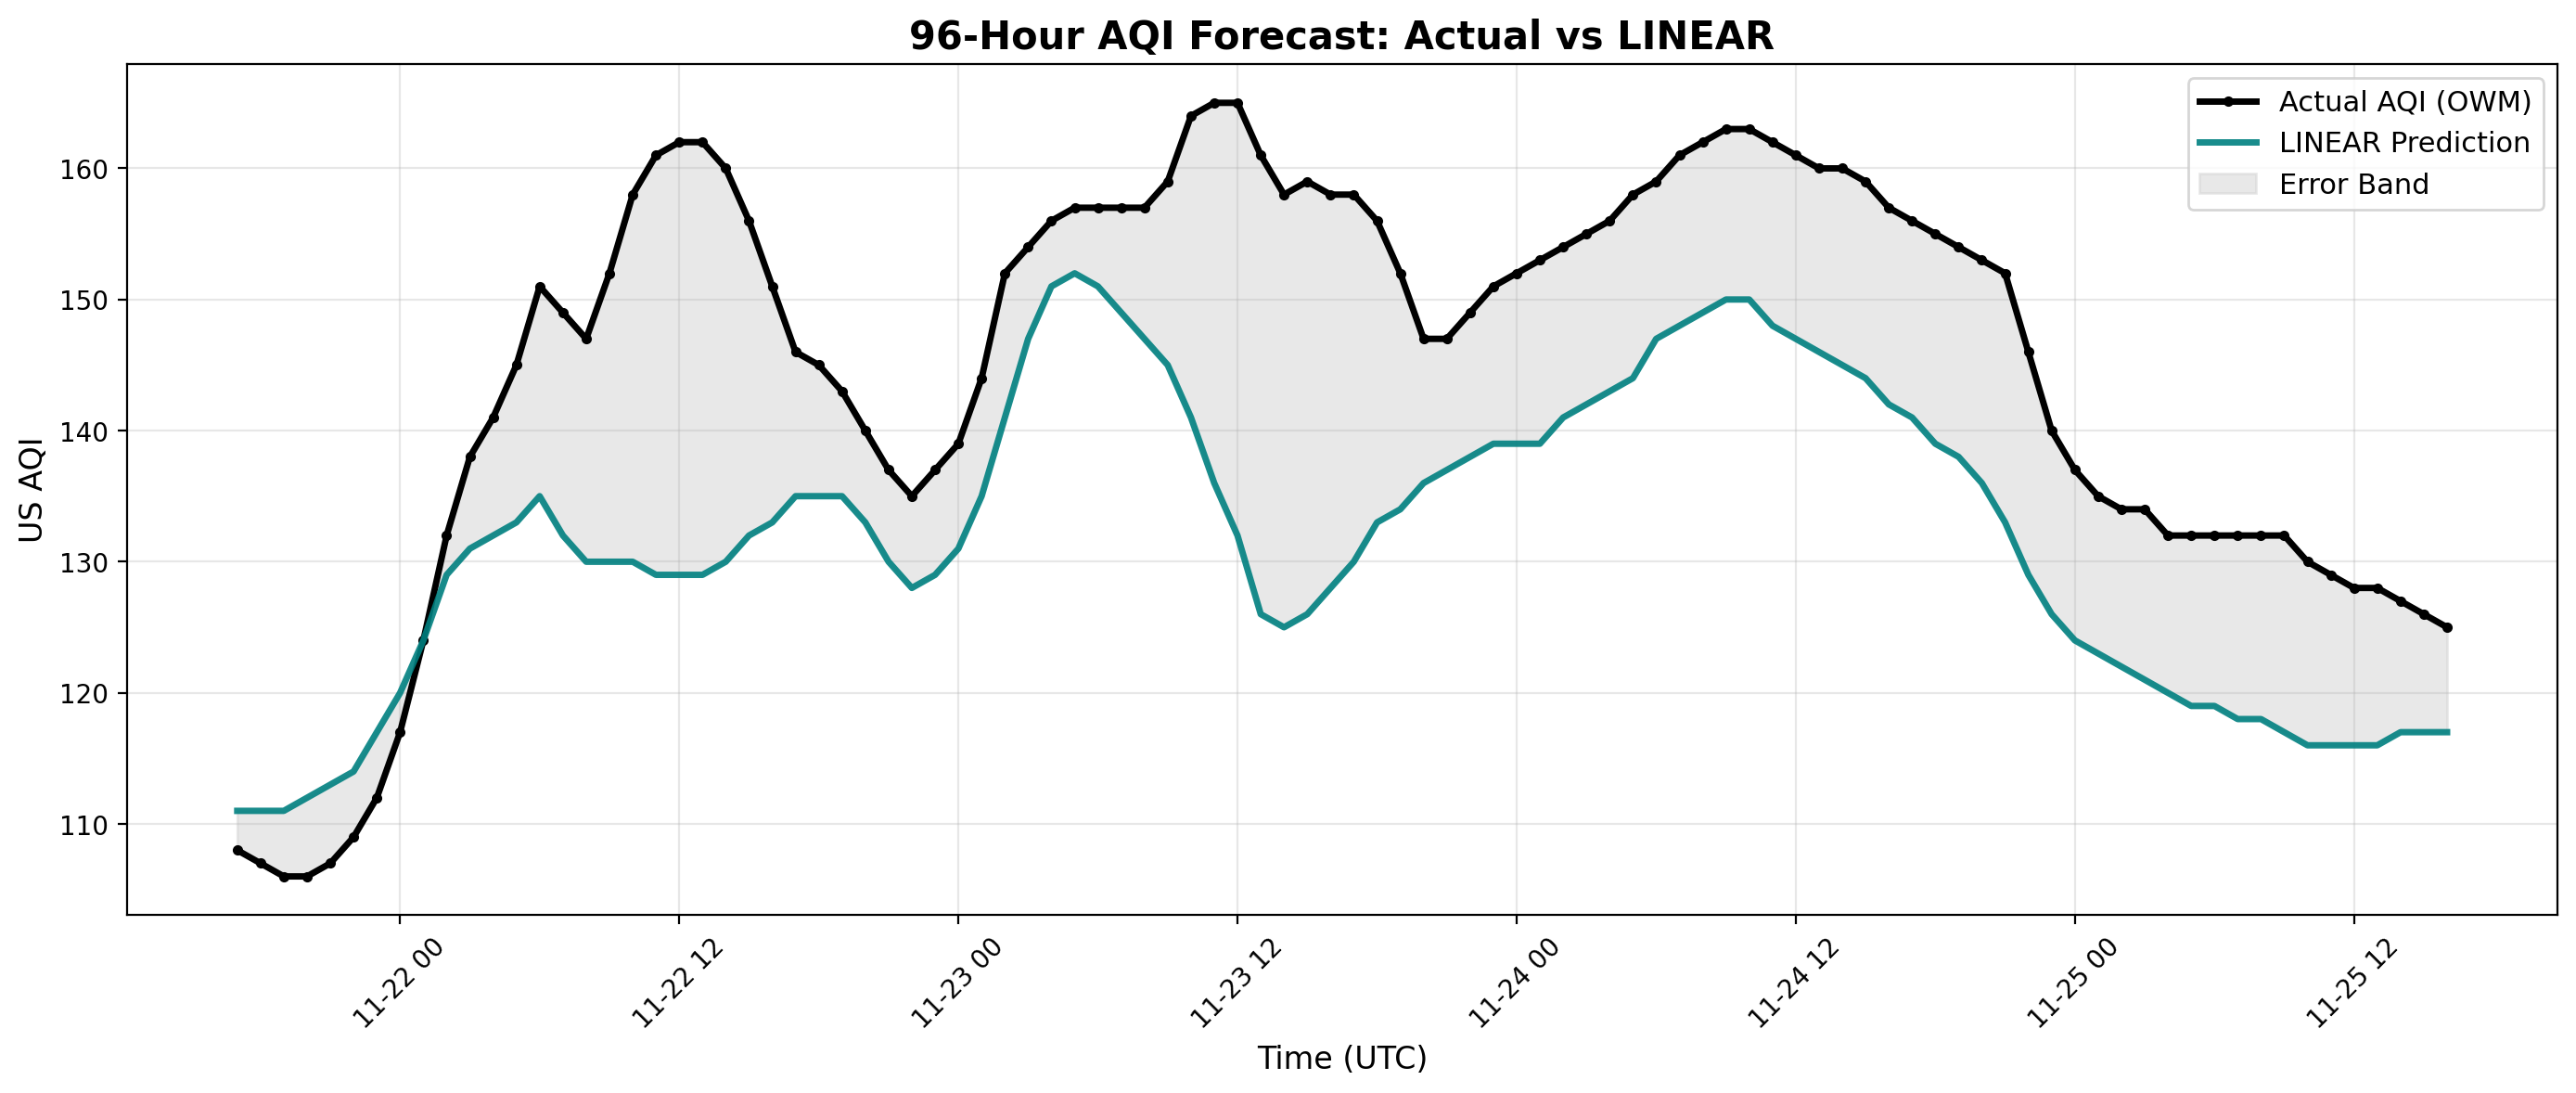 96-Hour AQI Forecast: Actual vs LINEAR
Actual AQI (OWM)
LINEAR Prediction
Error Band
US AQI
160
150
140
130
120
110
11-22 00
11-22 12
11-23 00
11-23 12
11-24 00
11-24 12
11-25 00
11-25 12
Time (UTC)